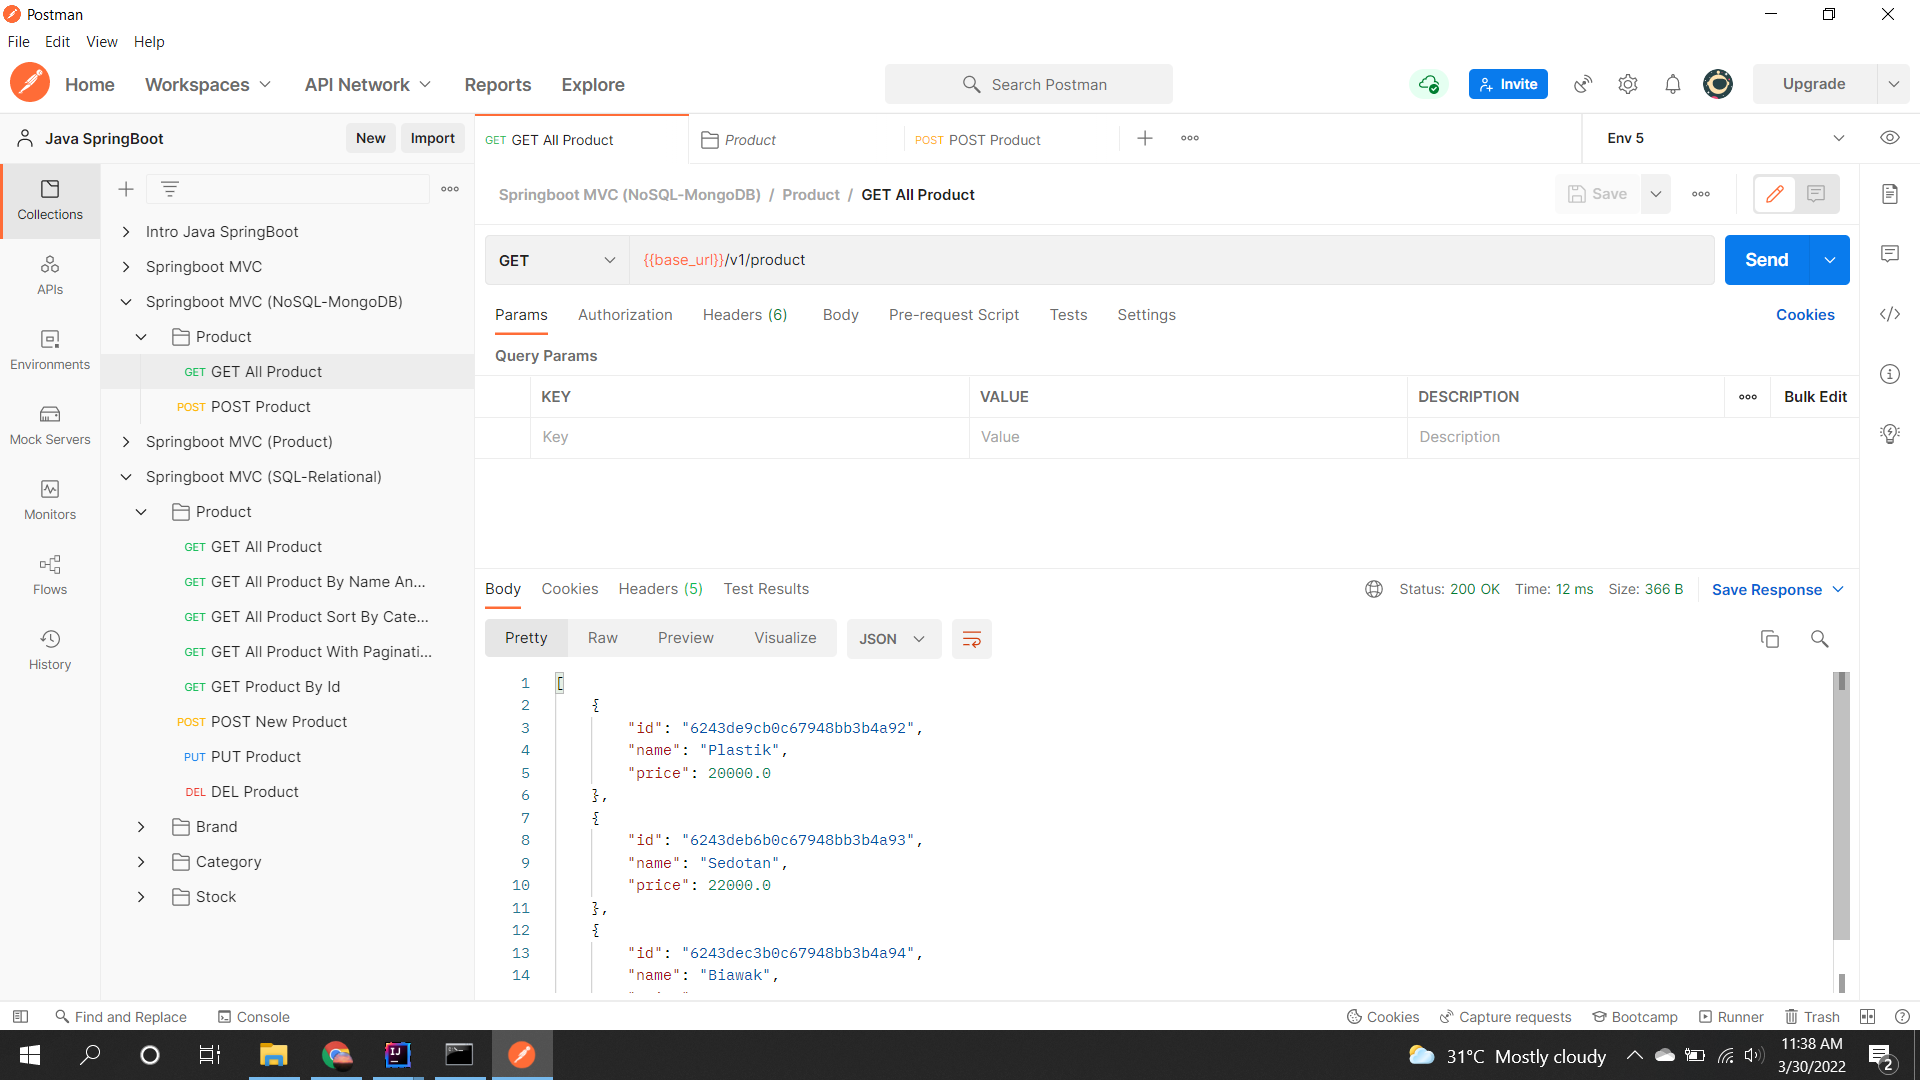 Postman
File Edit View Help
Home Workspaces API Network Reports Explore Search Postman Invite Upgrade
Java SpringBoot New Import
GET GET All Product Product POST POST Product Env 5
Collections
APIs
Environments
Mock Servers
Monitors
Flows
History
Intro Java SpringBoot
Springboot MVC
Springboot MVC (NoSQL-MongoDB)
Product
GET GET All Product
POST POST Product
Springboot MVC (Product)
Springboot MVC (SQL-Relational)
Product
GET GET All Product
GET GET All Product By Name An...
GET GET All Product Sort By Cate...
GET GET All Product With Paginati...
GET GET Product By Id
POST POST New Product
PUT PUT Product
DEL DEL Product
Brand
Category
Stock
Springboot MVC (NoSQL-MongoDB) / Product / GET All Product Save
GET {{base_url}}/v1/product Send
Params Authorization Headers (6) Body Pre-request Script Tests Settings Cookies
Query Params
KEY VALUE DESCRIPTION Bulk Edit
Key Value Description
Body Cookies Headers (5) Test Results Status: 200 OK Time: 12 ms Size: 366 B Save Response
Pretty Raw Preview Visualize JSON
1 [
2 {
3 "id": "6243de9cb0c67948bb3b4a92",
4 "name": "Plastik",
5 "price": 20000.0
6 },
7 {
8 "id": "6243deb6b0c67948bb3b4a93",
9 "name": "Sedotan",
10 "price": 22000.0
11 },
12 {
13 "id": "6243dec3b0c67948bb3b4a94",
14 "name": "Biawak",
Find and Replace Console Cookies Capture requests Bootcamp Runner Trash
31°C Mostly cloudy 11:38 AM
3/30/2022 2